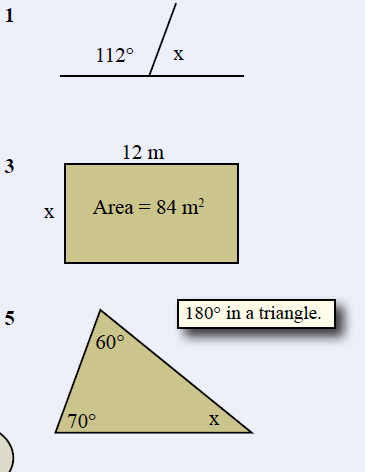 1
112° x
3
12 m
x
Area = 84 m²
5
180° in a triangle.
60°
70°
x